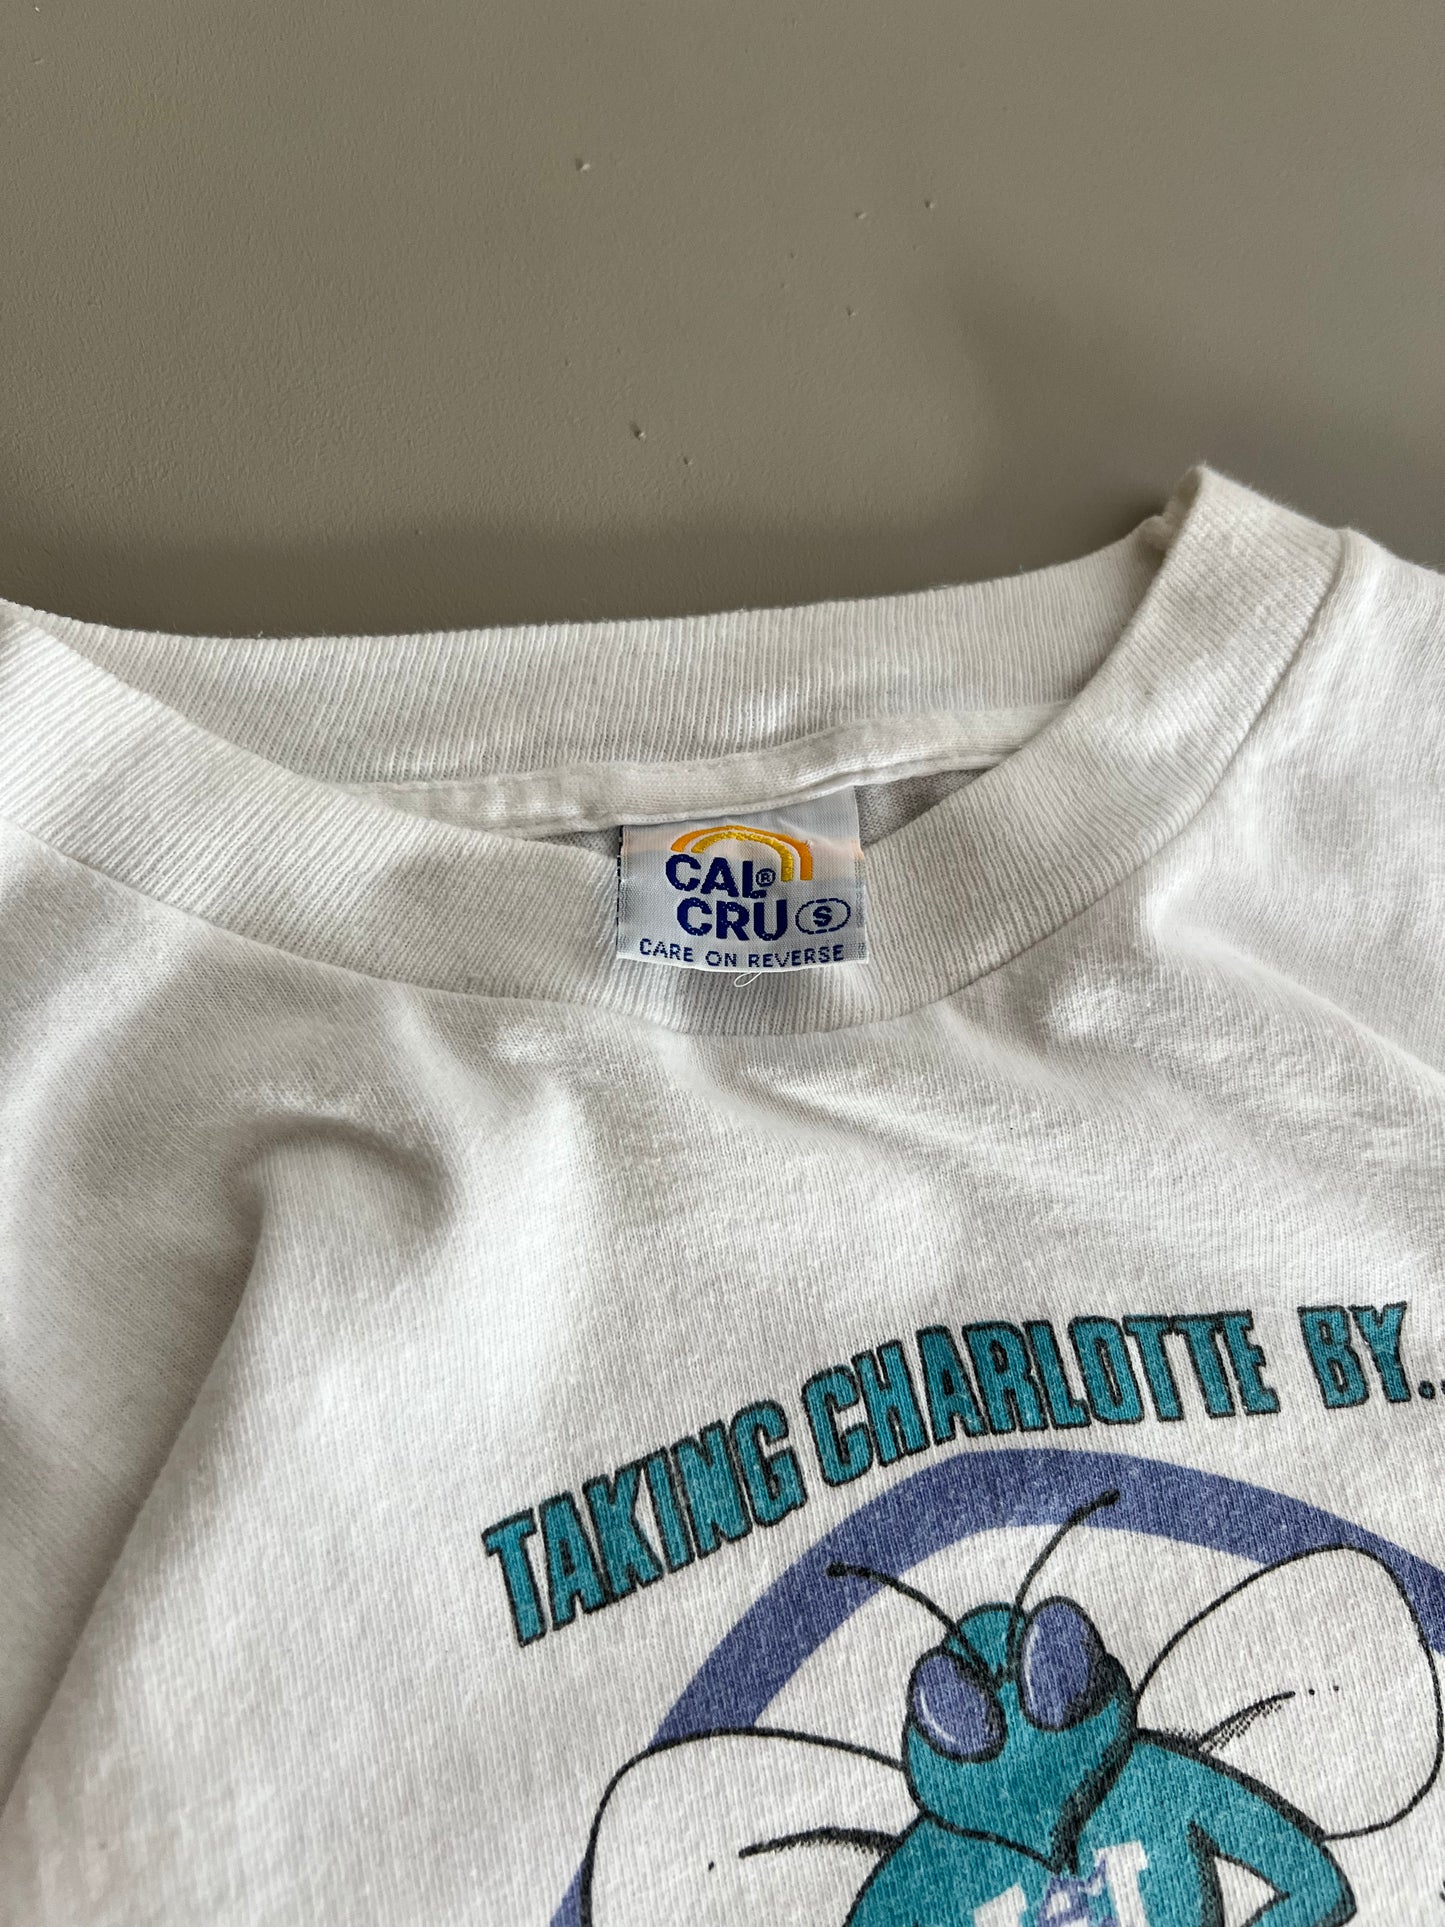 CAL®
CRU S
CARE ON REVERSE
TAKING CHARLOTTE BY..